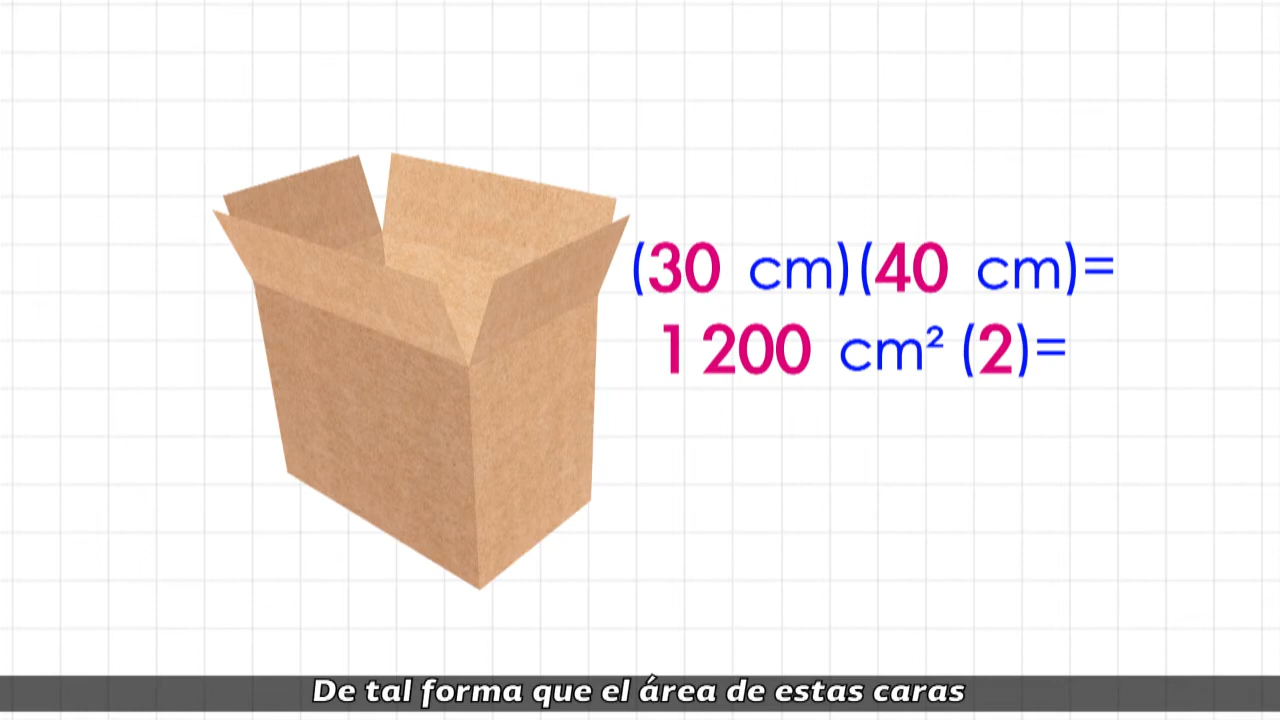 (30 cm)(40 cm)=
1 200 cm² (2)=
De tal forma que el área de estas caras